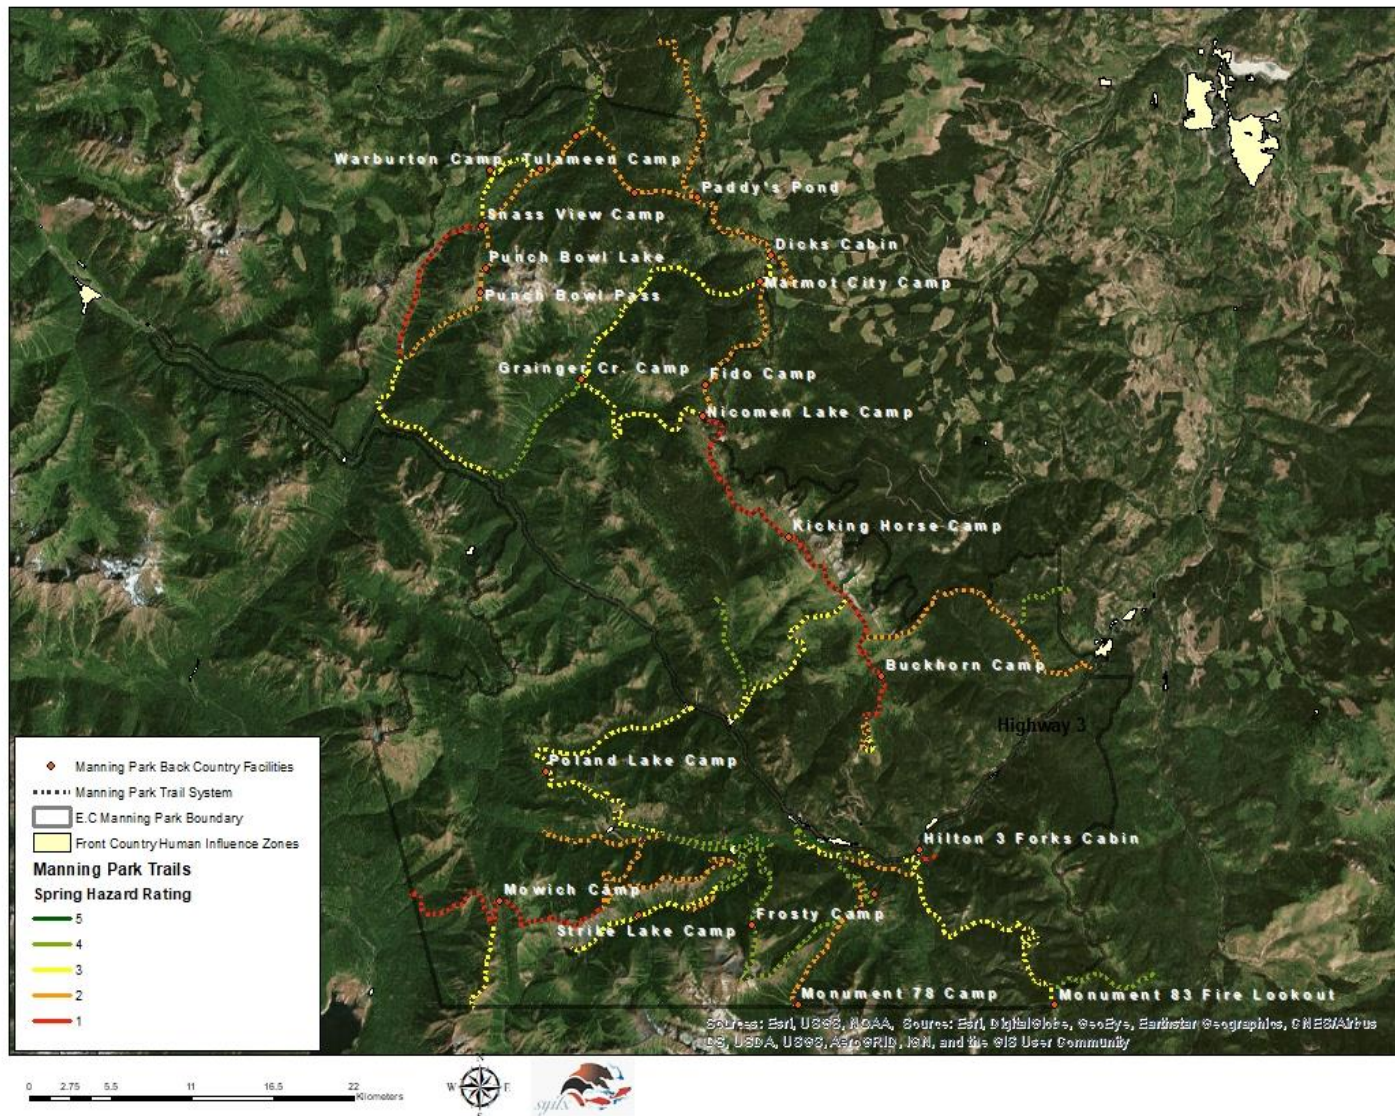 Warburton Camp
Tulameen Camp
Paddy's Pond
Snass View Camp
Dicks Cabin
Punch Bowl Lake
Marmot City Camp
Punch Bowl Pass
Grainger Cr. Camp
Fido Camp
Nicomen Lake Camp
Kicking Horse Camp
Buckhorn Camp
Highway 3
Poland Lake Camp
Hilton 3 Forks Cabin
Mowich Camp
Frosty Camp
Strike Lake Camp
Monument 78 Camp
Monument 83 Fire Lookout
Manning Park Back Country Facilities
Manning Park Trail System
E.C Manning Park Boundary
Front Country Human Influence Zones
Manning Park Trails
Spring Hazard Rating
5
4
3
2
1
Sources: Esri, USGS, NOAA, Source: Esri, DigitalGlobe, GeoEye, Earthstar Geographics, CNES/Airbus
DS, USDA, USGS, AeroGRID, IGN, and the GIS User Community
0 2.75 5.5 11 16.5 22
Kilometers
N
W E
S
syilx